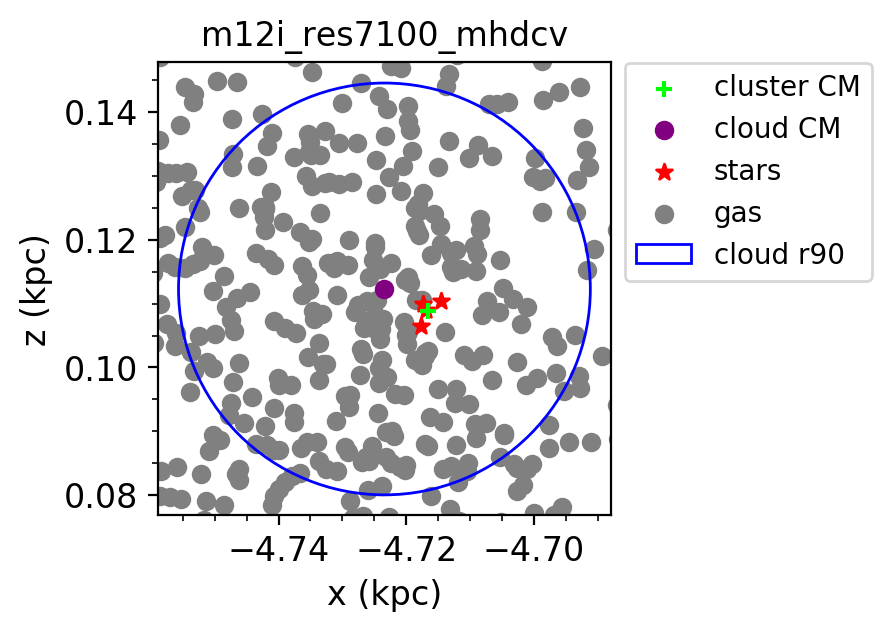 m12i_res7100_mhdcv
cluster CM
cloud CM
stars
gas
cloud r90
0.14
0.12
0.10
0.08
z (kpc)
−4.74
−4.72
−4.70
x (kpc)